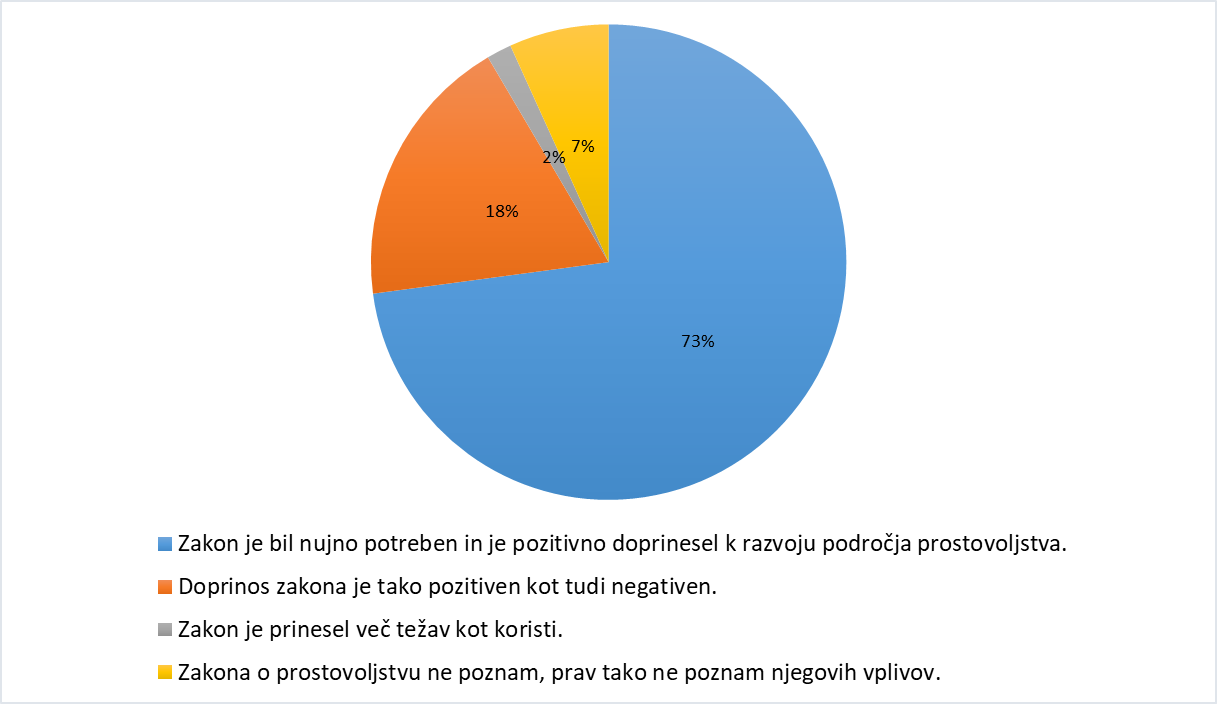 7%
2%
18%
73%
Zakon je bil nujno potreben in je pozitivno doprinesel k razvoju področja prostovoljstva.
Doprinos zakona je tako pozitiven kot tudi negativen.
Zakon je prinesel več težav kot koristi.
Zakona o prostovoljstvu ne poznam, prav tako ne poznam njegovih vplivov.